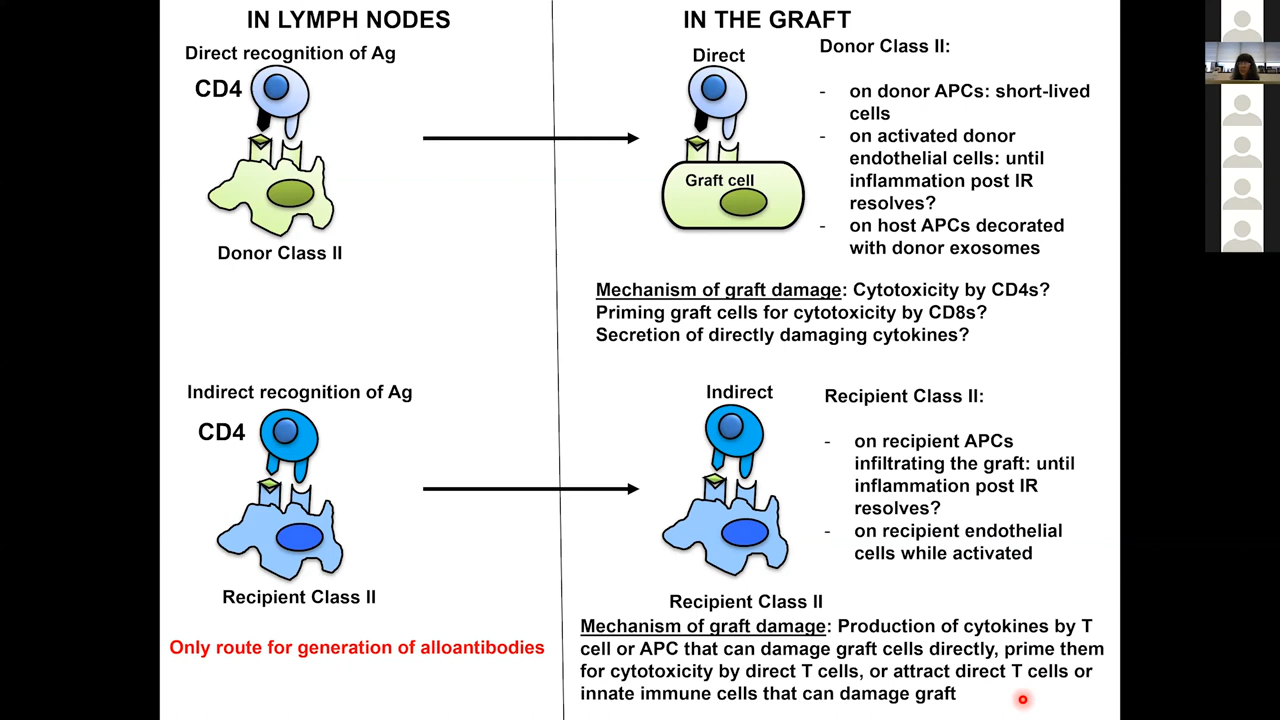 IN LYMPH NODES
Direct recognition of Ag
CD4
Donor Class II
Indirect recognition of Ag
CD4
Recipient Class II
Only route for generation of alloantibodies
IN THE GRAFT
Direct
Graft cell
Donor Class II:
- on donor APCs: short-lived
cells
- on activated donor
endothelial cells: until
inflammation post IR
resolves?
- on host APCs decorated
with donor exosomes
Mechanism of graft damage: Cytotoxicity by CD4s?
Priming graft cells for cytotoxicity by CD8s?
Secretion of directly damaging cytokines?
Indirect
Recipient Class II
Recipient Class II:
- on recipient APCs
infiltrating the graft: until
inflammation post IR
resolves?
- on recipient endothelial
cells while activated
Mechanism of graft damage: Production of cytokines by T
cell or APC that can damage graft cells directly, prime them
for cytotoxicity by direct T cells, or attract direct T cells or
innate immune cells that can damage graft